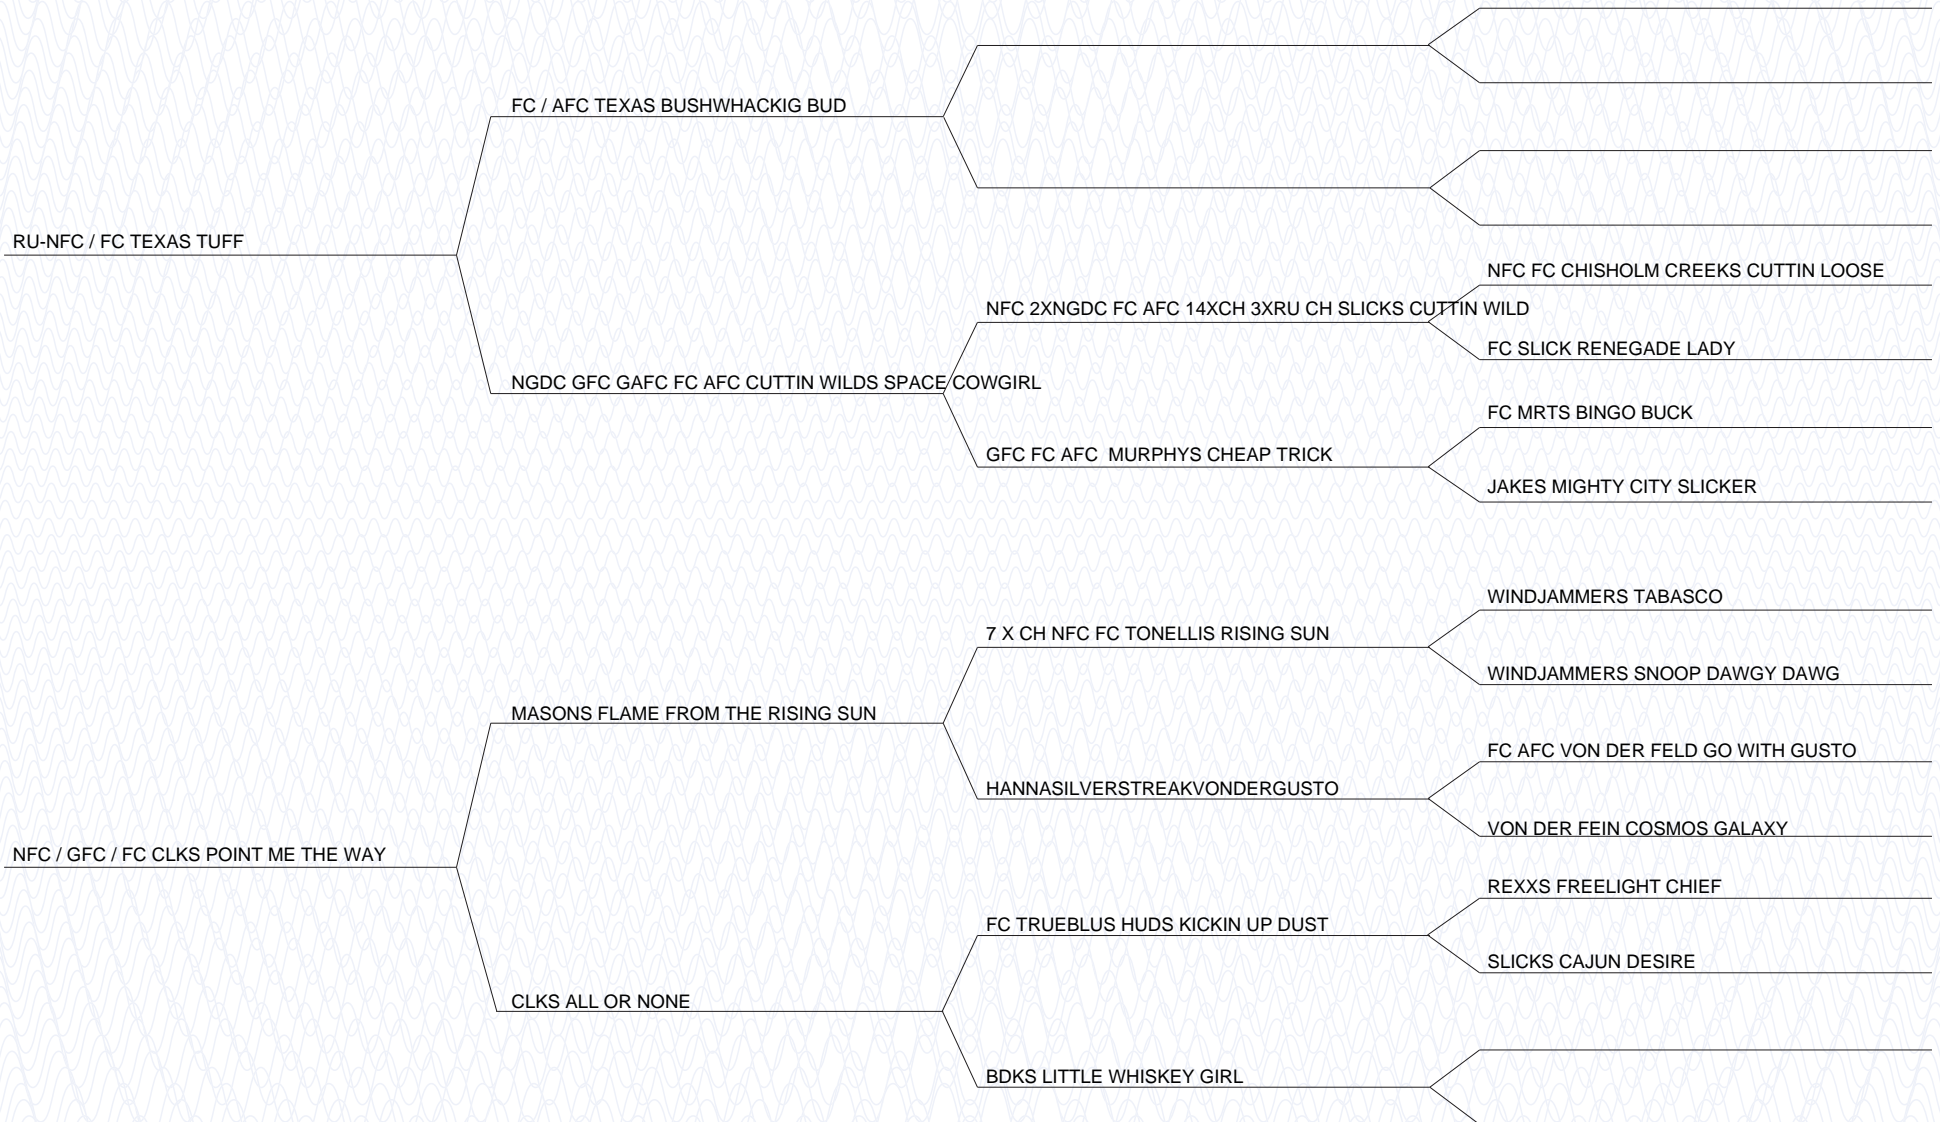 FC / AFC TEXAS BUSHWHACKIG BUD
RU-NFC / FC TEXAS TUFF
NFC FC CHISHOLM CREEKS CUTTIN LOOSE
NFC 2XNGDC FC AFC 14XCH 3XRU CH SLICKS CUTTIN WILD
FC SLICK RENEGADE LADY
NGDC GFC GAFC FC AFC CUTTIN WILDS SPACE COWGIRL
FC MRTS BINGO BUCK
GFC FC AFC  MURPHYS CHEAP TRICK
JAKES MIGHTY CITY SLICKER
WINDJAMMERS TABASCO
7 X CH NFC FC TONELLIS RISING SUN
WINDJAMMERS SNOOP DAWGY DAWG
MASONS FLAME FROM THE RISING SUN
FC AFC VON DER FELD GO WITH GUSTO
HANNASILVERSTREAKVONDERGUSTO
VON DER FEIN COSMOS GALAXY
NFC / GFC / FC CLKS POINT ME THE WAY
REXXS FREELIGHT CHIEF
FC TRUEBLUS HUDS KICKIN UP DUST
SLICKS CAJUN DESIRE
CLKS ALL OR NONE
BDKS LITTLE WHISKEY GIRL